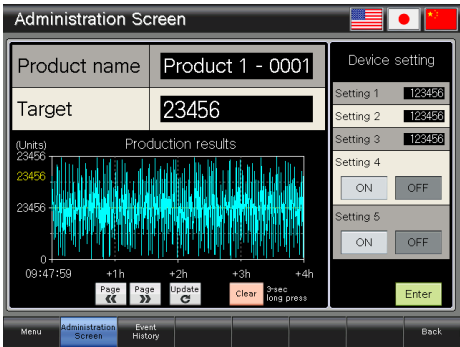 Administration Screen
Product name
Product 1 - 0001
Target
23456
Production results
(Units)
23456
23456
23456
0
09:47:59
+1h
+2h
+3h
+4h
Page
Page
Update
Clear
3-sec
long press
Device setting
Setting 1
123456
Setting 2
123456
Setting 3
123456
Setting 4
ON
OFF
Setting 5
ON
OFF
Enter
Menu
Administration
Screen
Event
History
Back